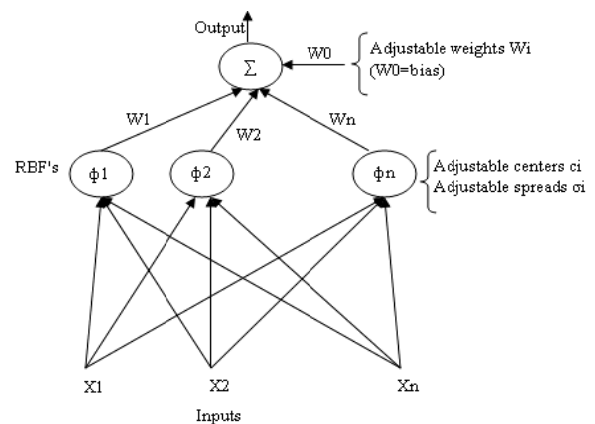 Output
W0
Adjustable weights Wi
(W0=bias)
Σ
W1
W2
Wn
RBF's
ϕ1
ϕ2
ϕn
Adjustable centers ci
Adjustable spreads σi
X1
X2
Xn
Inputs